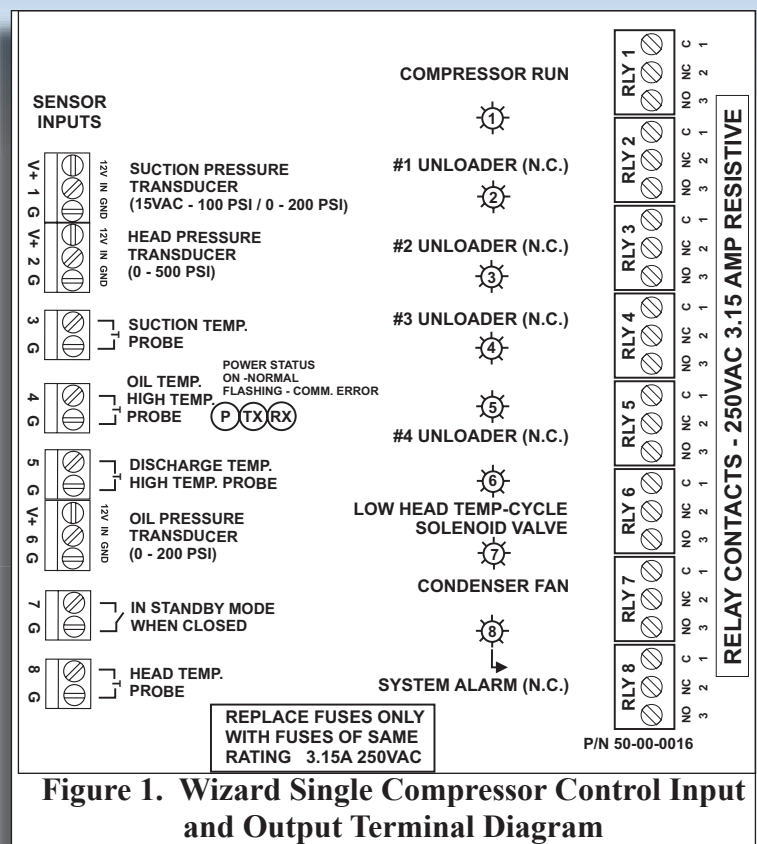 SENSOR
INPUTS
V+ 1 G
12V IN GND
SUCTION PRESSURE
TRANSDUCER
(15VAC - 100 PSI / 0 - 200 PSI)
V+ 2 G
12V IN GND
HEAD PRESSURE
TRANSDUCER
(0 - 500 PSI)
3 G
SUCTION TEMP.
PROBE
4 G
OIL TEMP.
HIGH TEMP.
PROBE
POWER STATUS
ON -NORMAL
FLASHING - COMM. ERROR
P TX RX
5 G
DISCHARGE TEMP.
HIGH TEMP. PROBE
V+ 6 G
12V IN GND
OIL PRESSURE
TRANSDUCER
(0 - 200 PSI)
7 G
IN STANDBY MODE
WHEN CLOSED
8 G
HEAD TEMP.
PROBE
COMPRESSOR RUN
1
#1 UNLOADER (N.C.)
2
#2 UNLOADER (N.C.)
3
#3 UNLOADER (N.C.)
4
5
#4 UNLOADER (N.C.)
6
LOW HEAD TEMP-CYCLE
SOLENOID VALVE
7
CONDENSER FAN
8
SYSTEM ALARM (N.C.)
RLY 1
C 1
NC 2
NO 3
RLY 2
C 1
NC 2
NO 3
RLY 3
C 1
NC 2
NO 3
RLY 4
C 1
NC 2
NO 3
RLY 5
C 1
NC 2
NO 3
RLY 6
C 1
NC 2
NO 3
RLY 7
C 1
NC 2
NO 3
RLY 8
C 1
NC 2
NO 3
RELAY CONTACTS - 250VAC 3.15 AMP RESISTIVE
REPLACE FUSES ONLY
WITH FUSES OF SAME
RATING 3.15A 250VAC
P/N 50-00-0016
Figure 1. Wizard Single Compressor Control Input
and Output Terminal Diagram